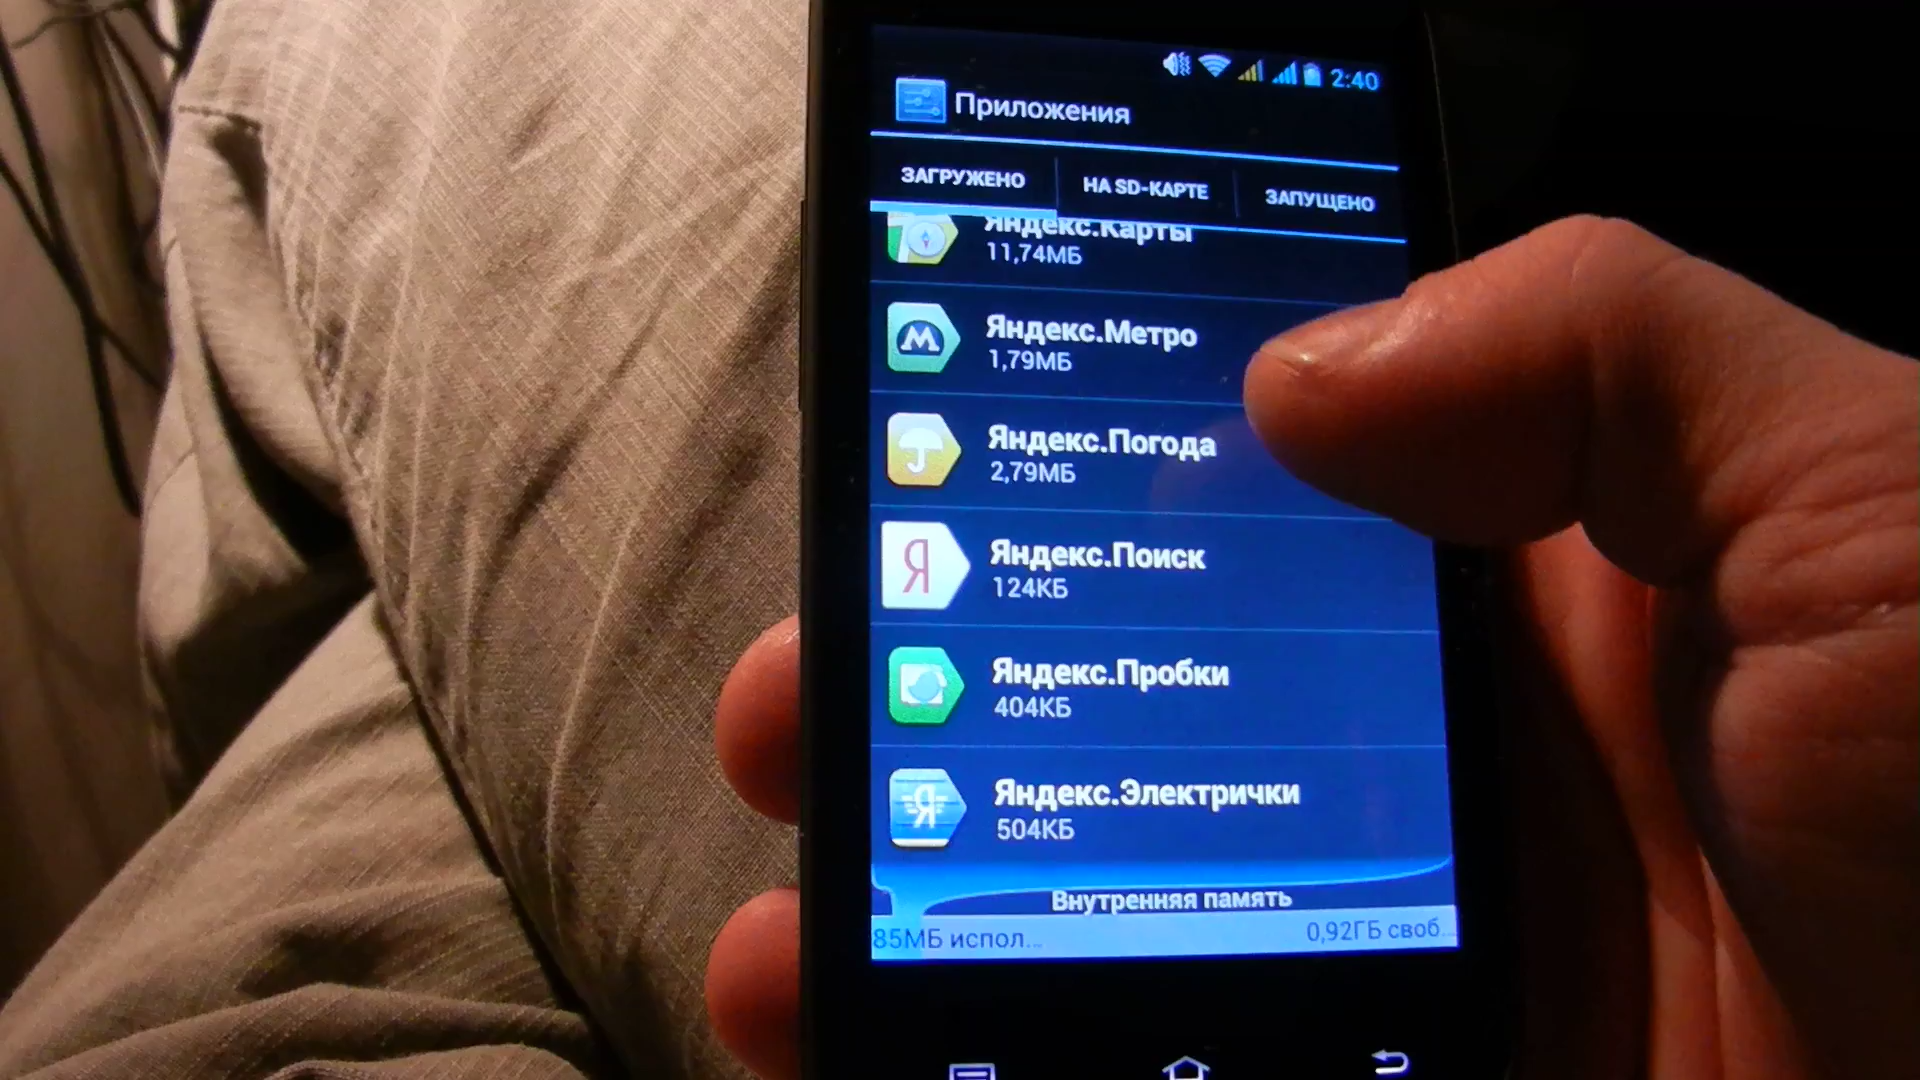 2:40
Приложения
ЗАГРУЖЕНО
НА SD-КАРТЕ
ЗАПУЩЕНО
Яндекс.Карты
11,74МБ
М
Яндекс.Метро
1,79МБ
Яндекс.Погода
2,79МБ
Я
Яндекс.Поиск
124КБ
Яндекс.Пробки
404КБ
Я
Яндекс.Электрички
504КБ
Внутренняя память
85МБ испол...
0,92ГБ своб...